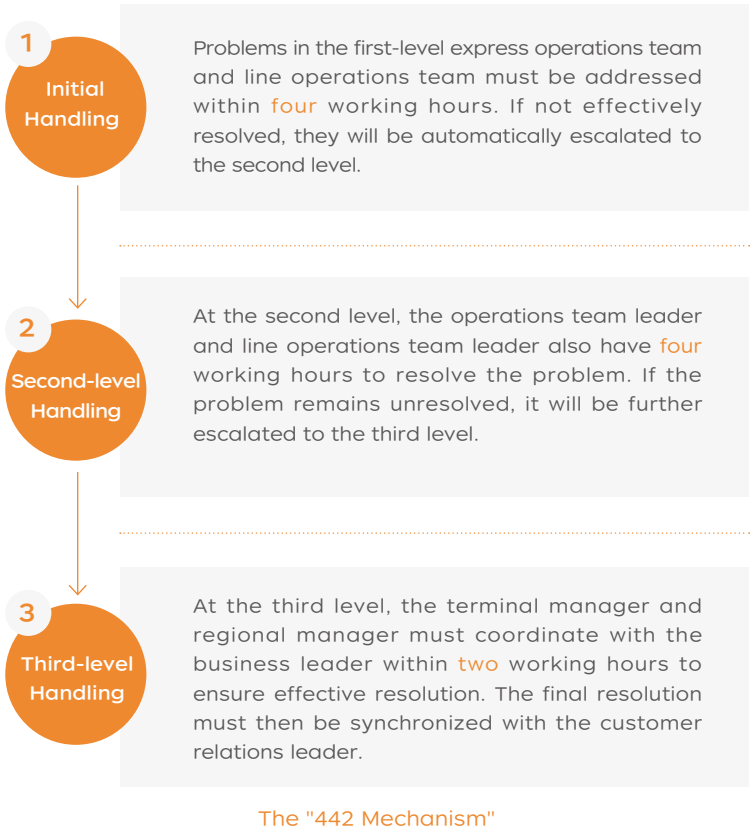 1
Initial
Handling
Problems in the first-level express operations team
and line operations team must be addressed
within four working hours. If not effectively
resolved, they will be automatically escalated to
the second level.
2
Second-level
Handling
At the second level, the operations team leader
and line operations team leader also have four
working hours to resolve the problem. If the
problem remains unresolved, it will be further
escalated to the third level.
3
Third-level
Handling
At the third level, the terminal manager and
regional manager must coordinate with the
business leader within two working hours to
ensure effective resolution. The final resolution
must then be synchronized with the customer
relations leader.
The "442 Mechanism"